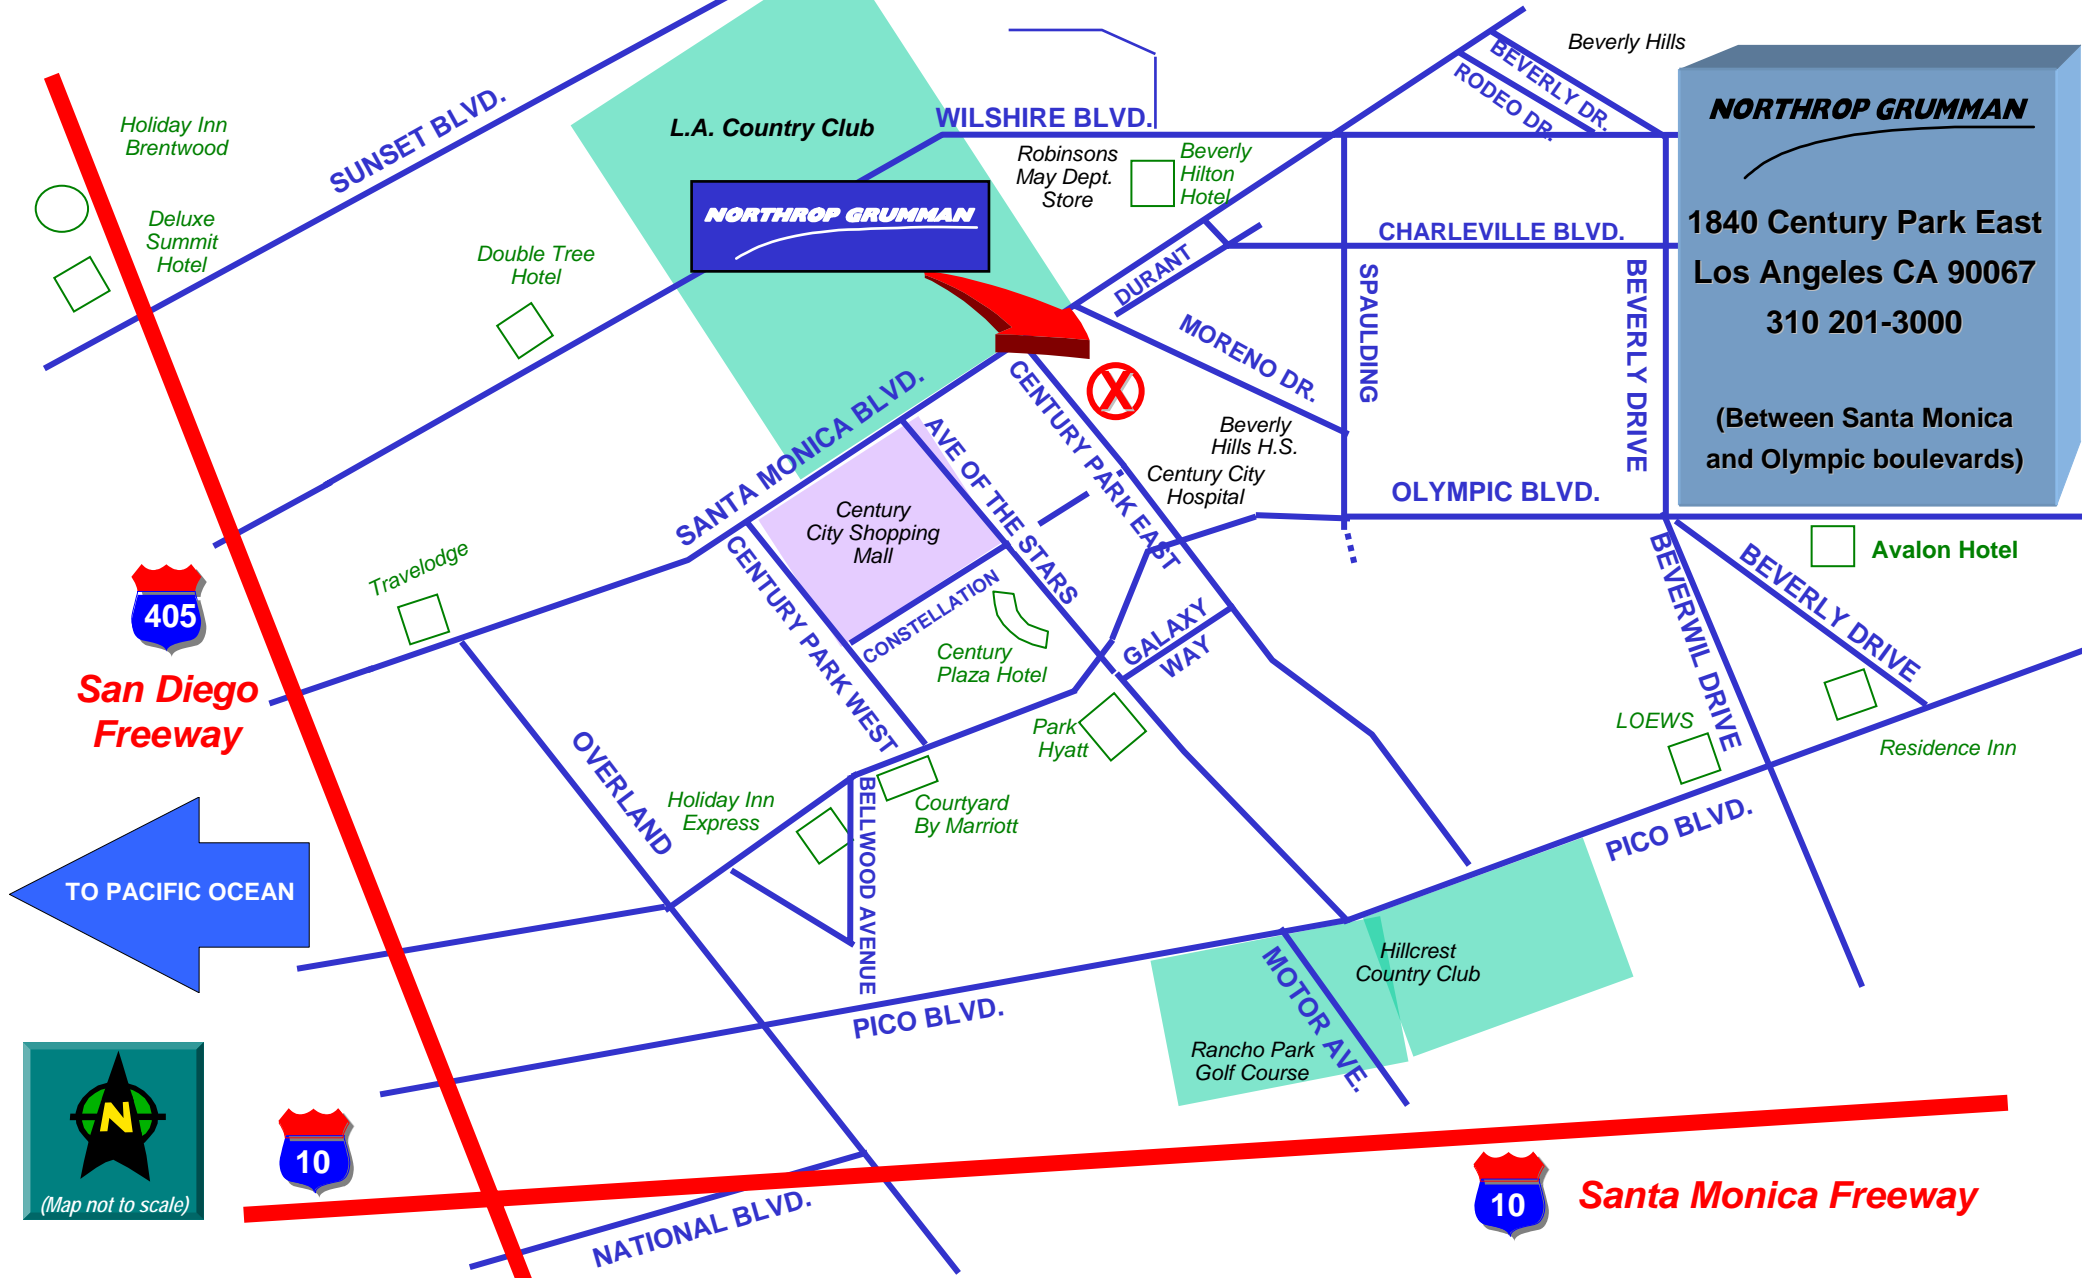 Beverly Hills
BEVERLY DR.
RODEO DR.
SUNSET BLVD.
Holiday Inn
Brentwood
L.A. Country Club
WILSHIRE BLVD.
NORTHROP GRUMMAN
1840 Century Park East
Los Angeles CA 90067
310 201-3000
(Between Santa Monica
and Olympic boulevards)
Robinsons
May Dept.
Store
Beverly
Hilton
Hotel
Deluxe
Summit
Hotel
Double Tree
Hotel
NORTHROP GRUMMAN
CHARLEVILLE BLVD.
DURANT
MORENO DR.
SPAULDING
BEVERLY DRIVE
X
SANTA MONICA BLVD.
CENTURY PARK EAST
AVE OF THE STARS
Beverly
Hills H.S.
Century City
Hospital
OLYMPIC BLVD.
Century
City Shopping
Mall
CENTURY PARK WEST
CONSTELLATION
Travelodge
405
San Diego
Freeway
Century
Plaza Hotel
GALAXY
WAY
Park
Hyatt
BEVERWIL DRIVE
BEVERLY DRIVE
Avalon Hotel
LOEWS
Residence Inn
OVERLAND
Holiday Inn
Express
BELLWOOD AVENUE
Courtyard
By Marriott
PICO BLVD.
TO PACIFIC OCEAN
PICO BLVD.
MOTOR AVE.
Hillcrest
Country Club
Rancho Park
Golf Course
N
(Map not to scale)
10
NATIONAL BLVD.
10
Santa Monica Freeway